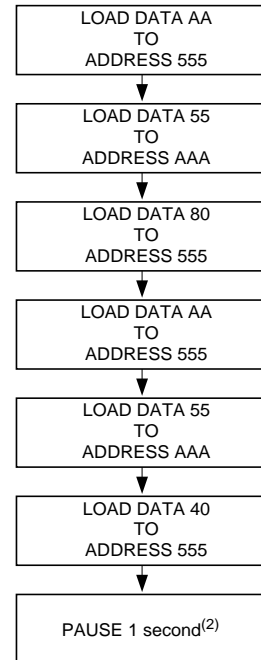 LOAD DATA AA
TO
ADDRESS 555
LOAD DATA 55
TO
ADDRESS AAA
LOAD DATA 80
TO
ADDRESS 555
LOAD DATA AA
TO
ADDRESS 555
LOAD DATA 55
TO
ADDRESS AAA
LOAD DATA 40
TO
ADDRESS 555
PAUSE 1 second(2)